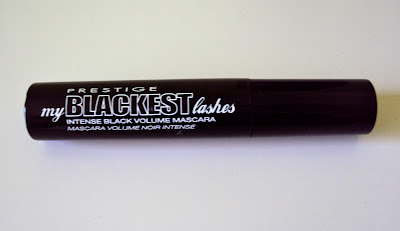 PRESTIGE
my BLACKEST lashes
INTENSE BLACK VOLUME MASCARA
MASCARA VOLUME NOIR INTENSE